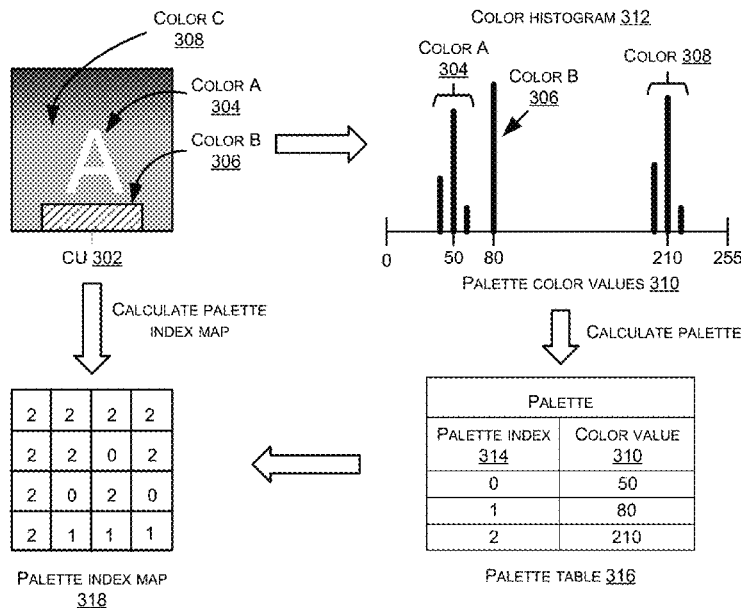 COLOR C
308
COLOR A
304
COLOR B
306
A
CU 302
COLOR HISTOGRAM 312
COLOR A
304
COLOR B
306
COLOR 308
0 50 80 210 255
PALETTE COLOR VALUES 310
CALCULATE PALETTE
INDEX MAP
CALCULATE PALETTE
2 2 2 2
2 2 0 2
2 0 2 0
2 1 1 1
PALETTE INDEX MAP
318
PALETTE
PALETTE INDEX COLOR VALUE
314 310
0 50
1 80
2 210
PALETTE TABLE 316